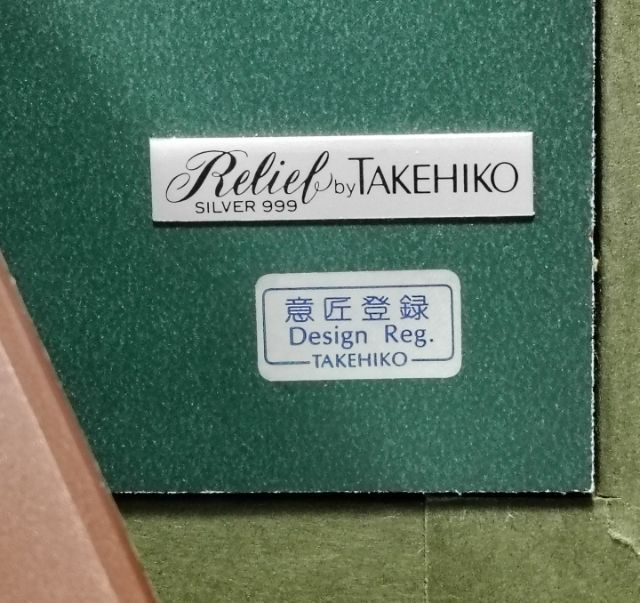 Relief by TAKEHIKO
SILVER 999
意匠登録
Design Reg.
TAKEHIKO